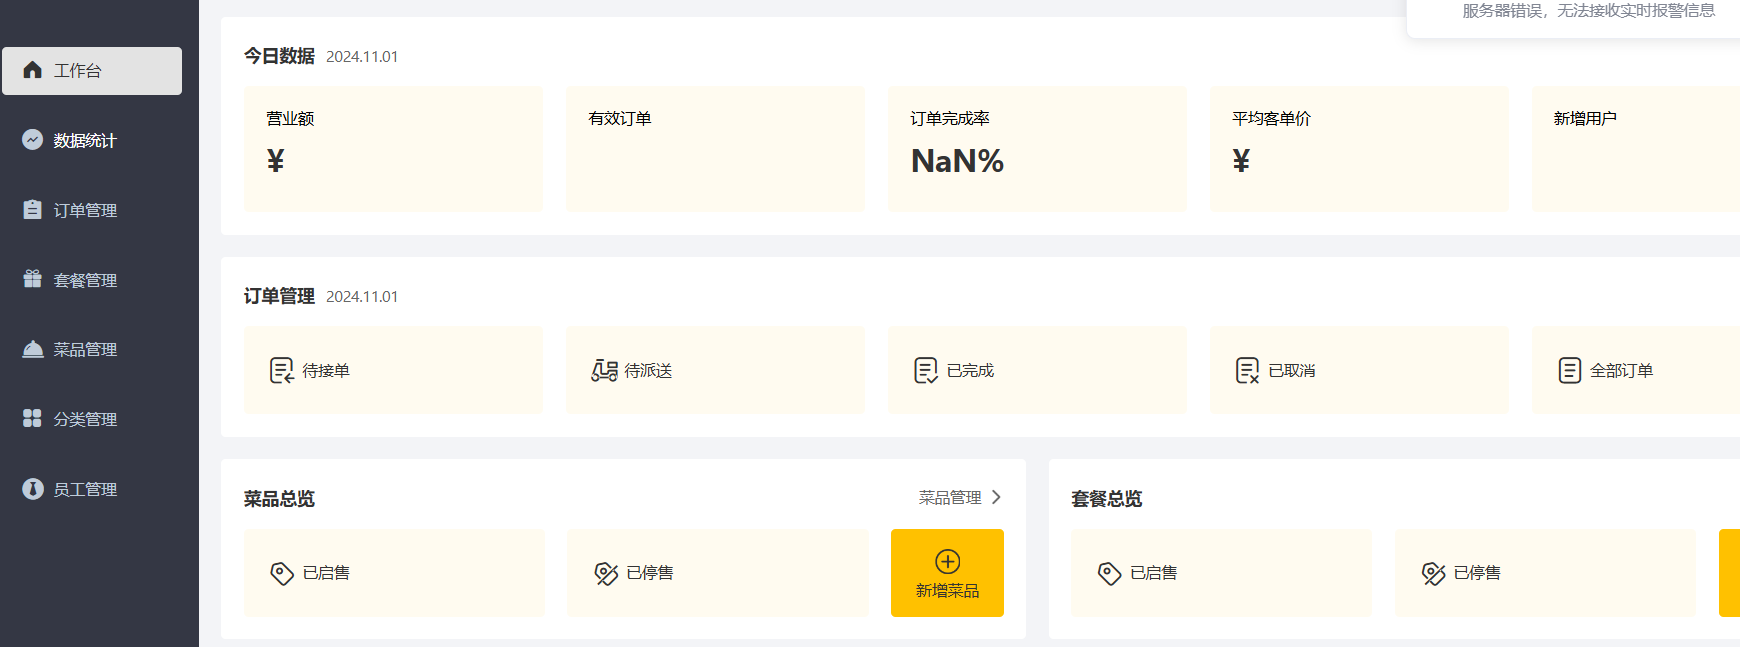 服务器错误，无法接收实时报警信息
工作台
数据统计
订单管理
套餐管理
菜品管理
分类管理
员工管理
今日数据 2024.11.01
营业额
¥
有效订单
订单完成率
NaN%
平均客单价
¥
新增用户
订单管理 2024.11.01
待接单
待派送
已完成
已取消
全部订单
菜品总览
菜品管理
已启售
已停售
新增菜品
套餐总览
已启售
已停售